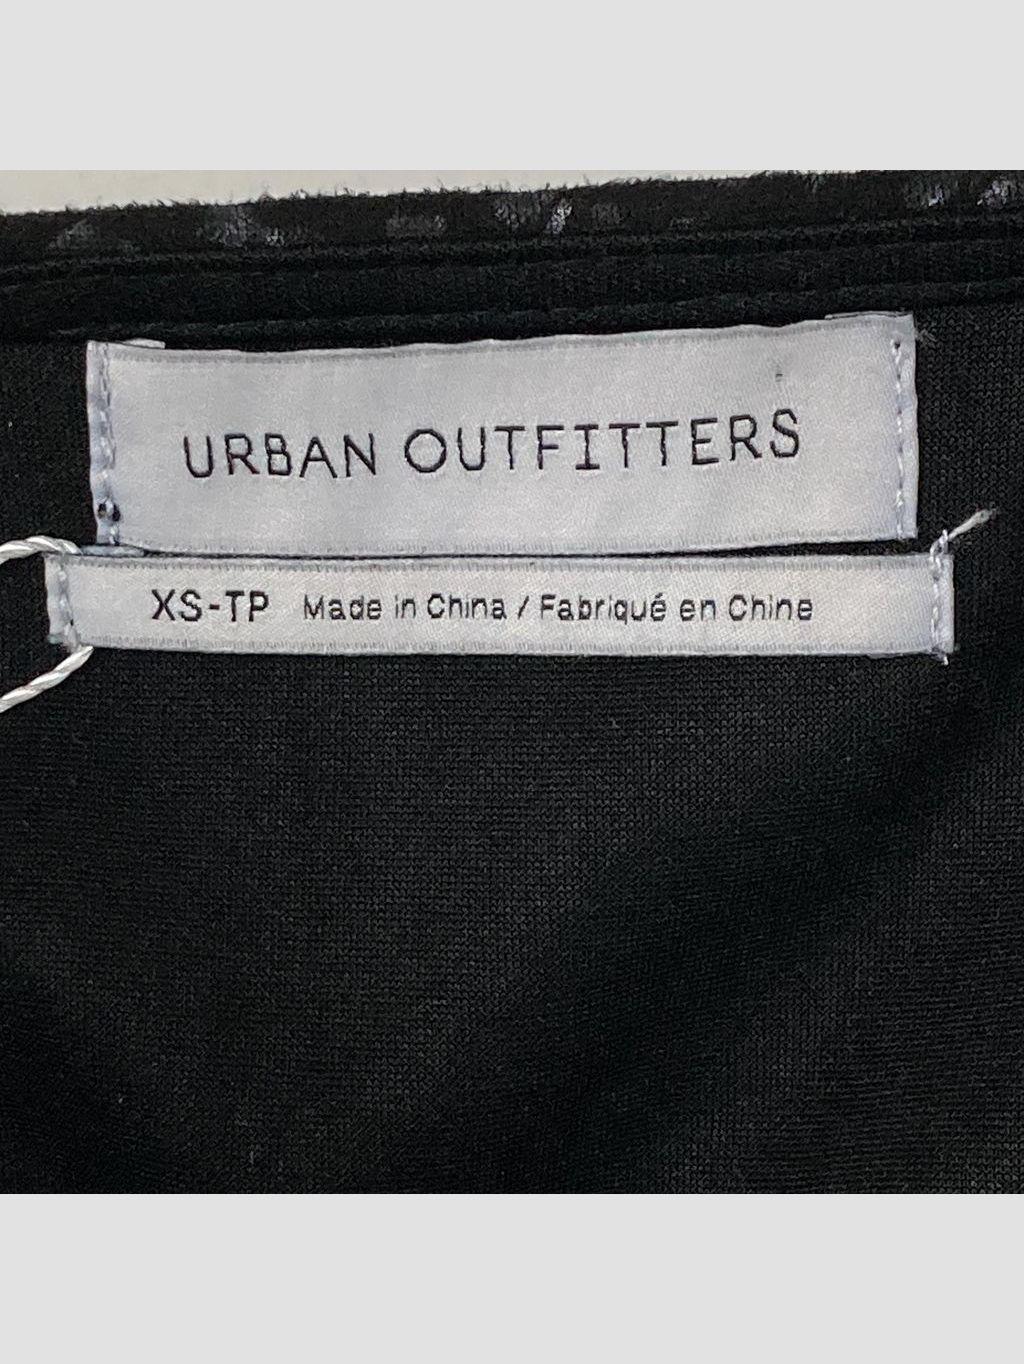 URBAN OUTFITTERS
XS-TP Made in China / Fabriqué en Chine